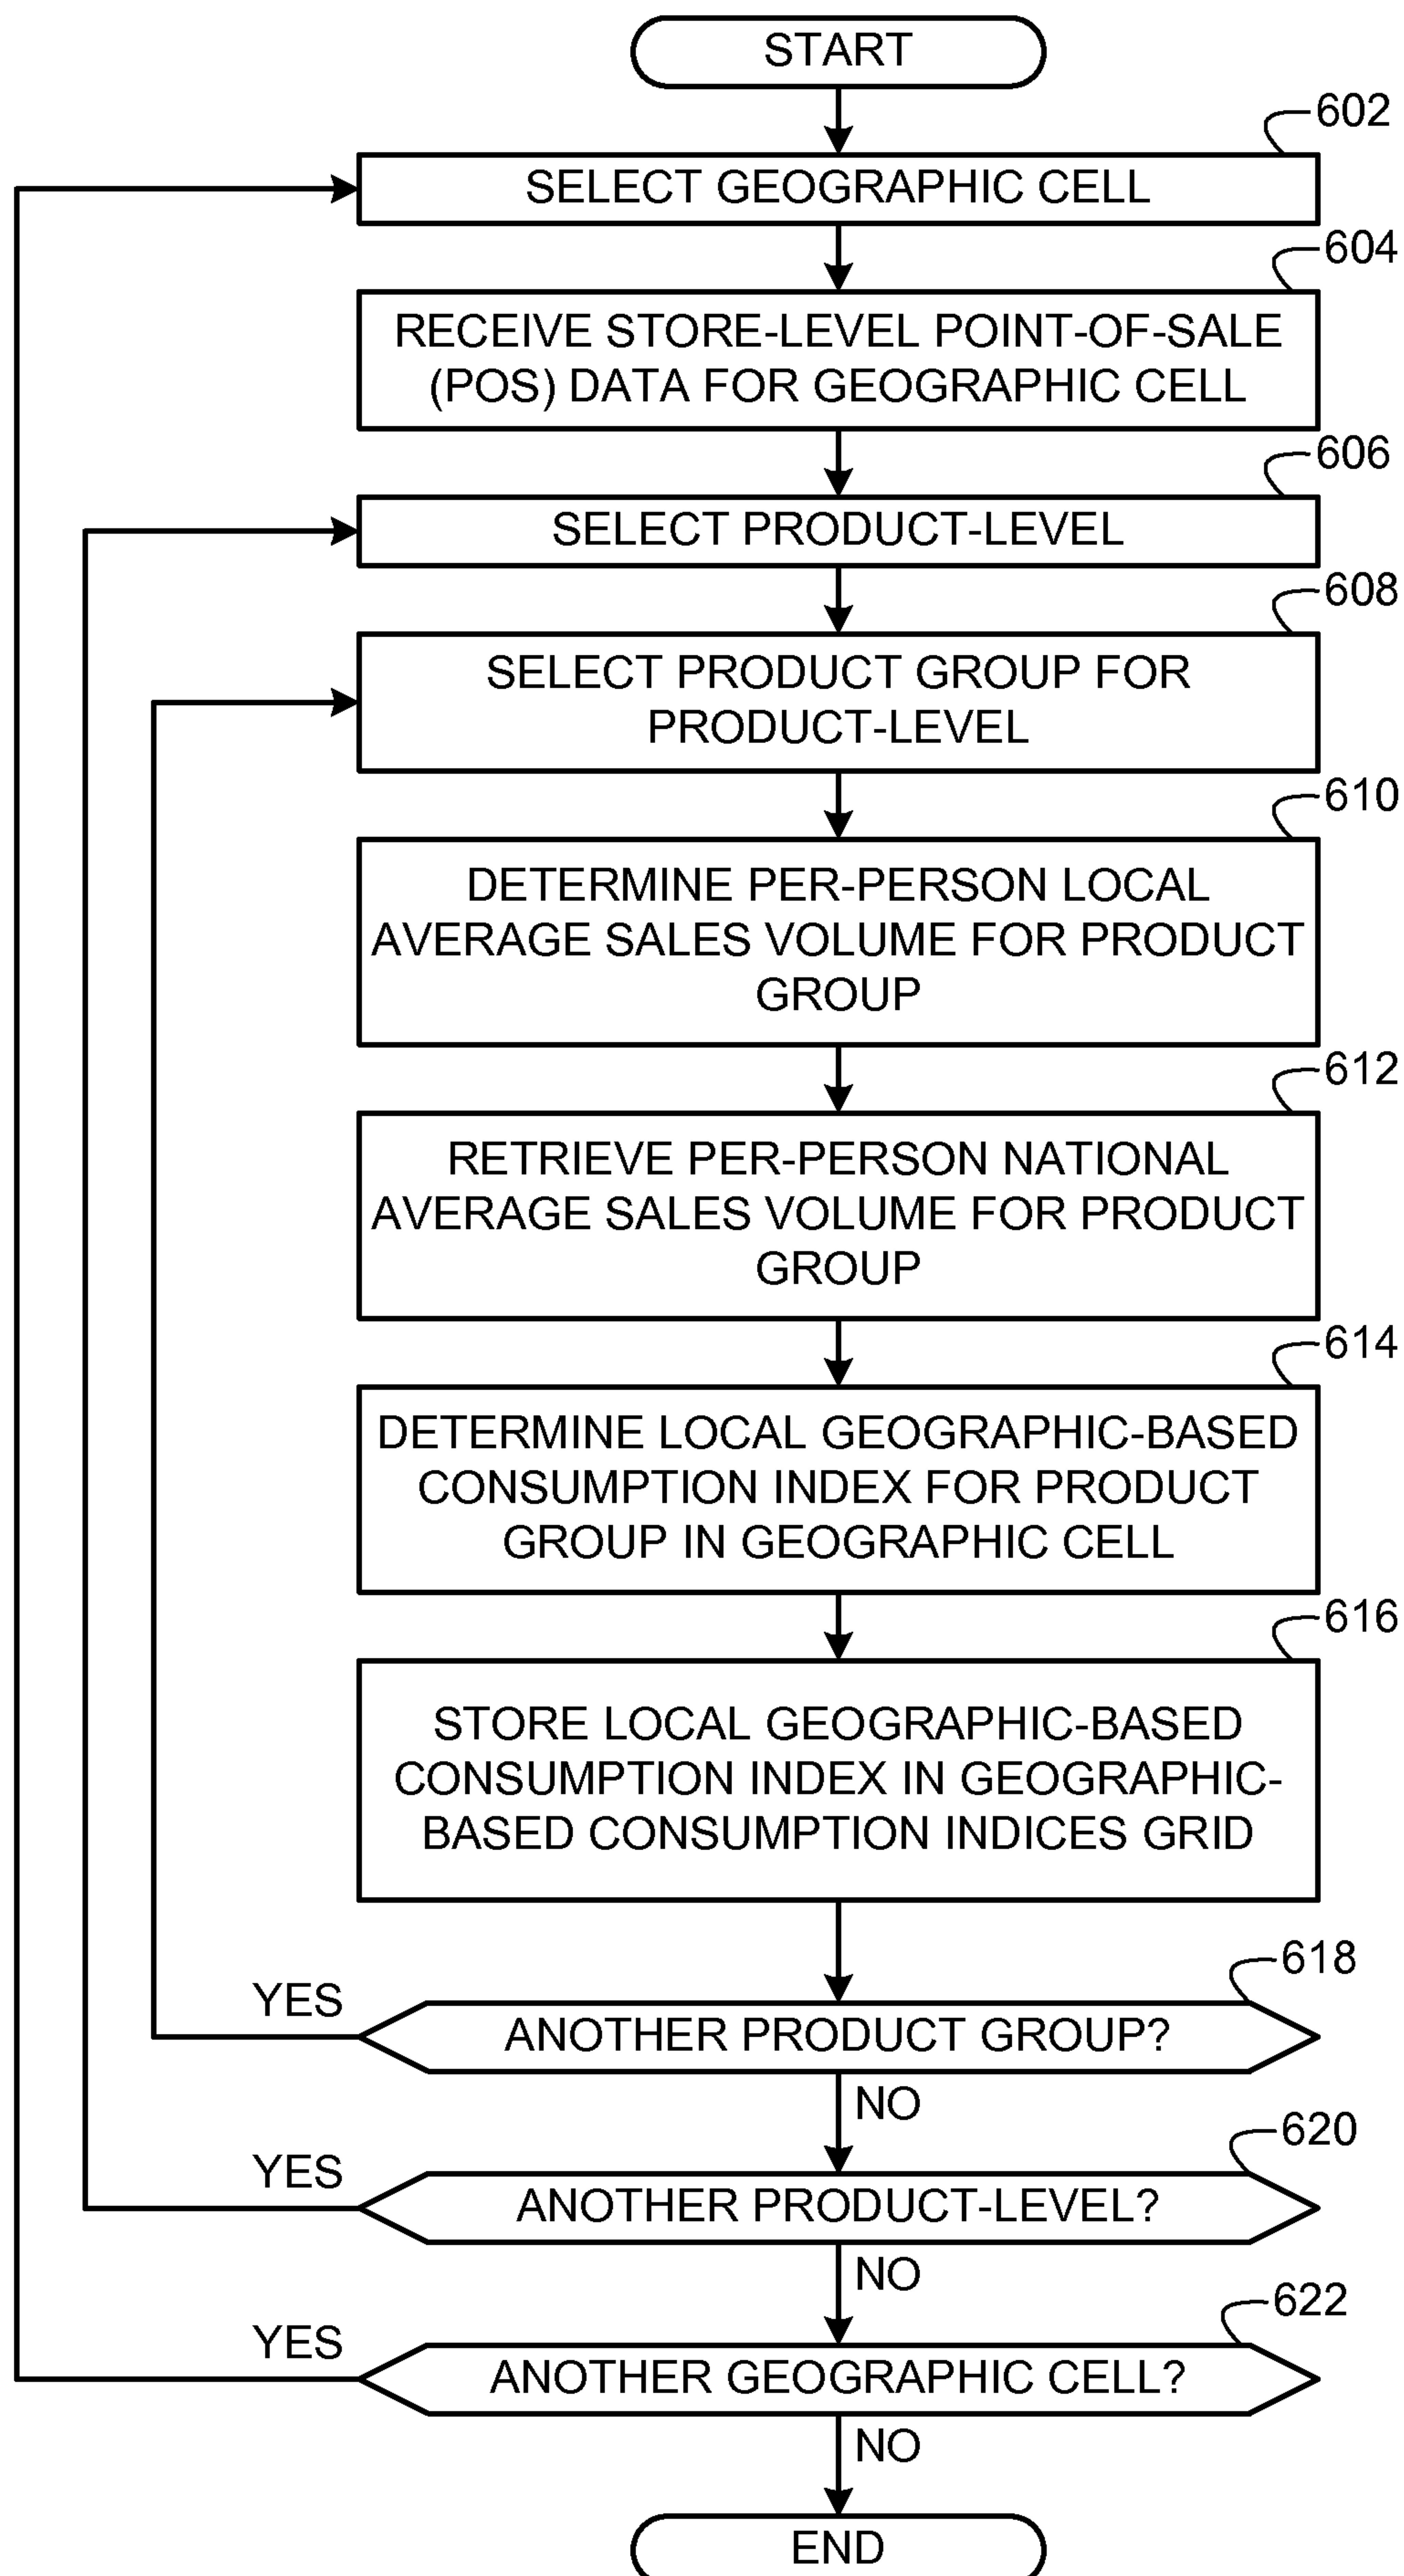 START
602
SELECT GEOGRAPHIC CELL
604
RECEIVE STORE-LEVEL POINT-OF-SALE
(POS) DATA FOR GEOGRAPHIC CELL
606
SELECT PRODUCT-LEVEL
608
SELECT PRODUCT GROUP FOR
PRODUCT-LEVEL
610
DETERMINE PER-PERSON LOCAL
AVERAGE SALES VOLUME FOR PRODUCT
GROUP
612
RETRIEVE PER-PERSON NATIONAL
AVERAGE SALES VOLUME FOR PRODUCT
GROUP
614
DETERMINE LOCAL GEOGRAPHIC-BASED
CONSUMPTION INDEX FOR PRODUCT
GROUP IN GEOGRAPHIC CELL
616
STORE LOCAL GEOGRAPHIC-BASED
CONSUMPTION INDEX IN GEOGRAPHIC-
BASED CONSUMPTION INDICES GRID
618
YES
ANOTHER PRODUCT GROUP?
NO
620
YES
ANOTHER PRODUCT-LEVEL?
NO
622
YES
ANOTHER GEOGRAPHIC CELL?
NO
END